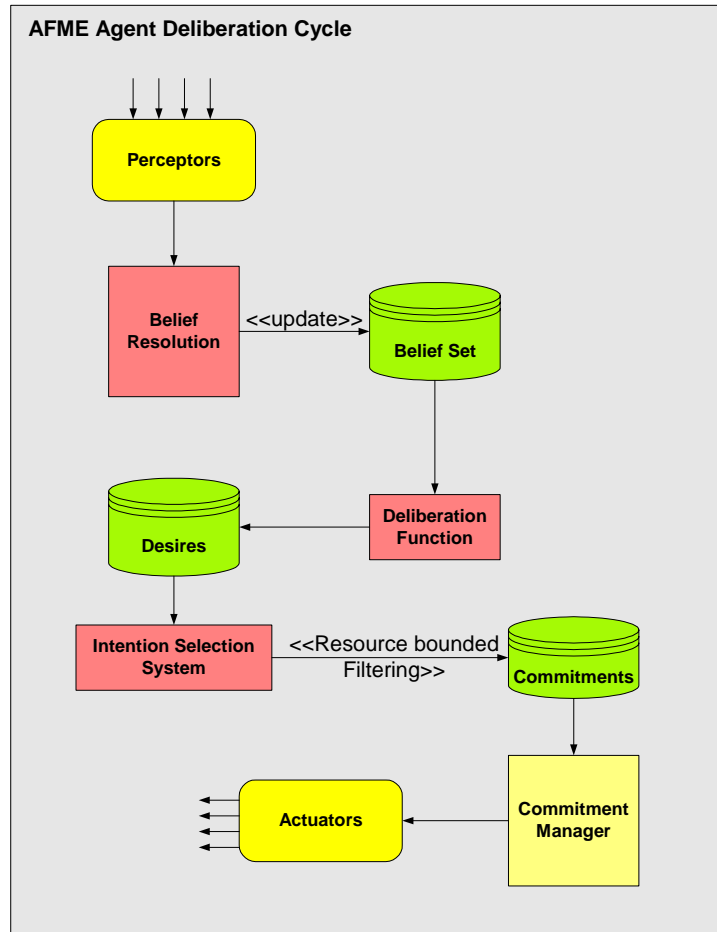 AFME Agent Deliberation Cycle
Perceptors
Belief
Resolution
<<update>>
Belief Set
Desires
Deliberation
Function
Intention Selection
System
<<Resource bounded
Filtering>>
Commitments
Actuators
Commitment
Manager